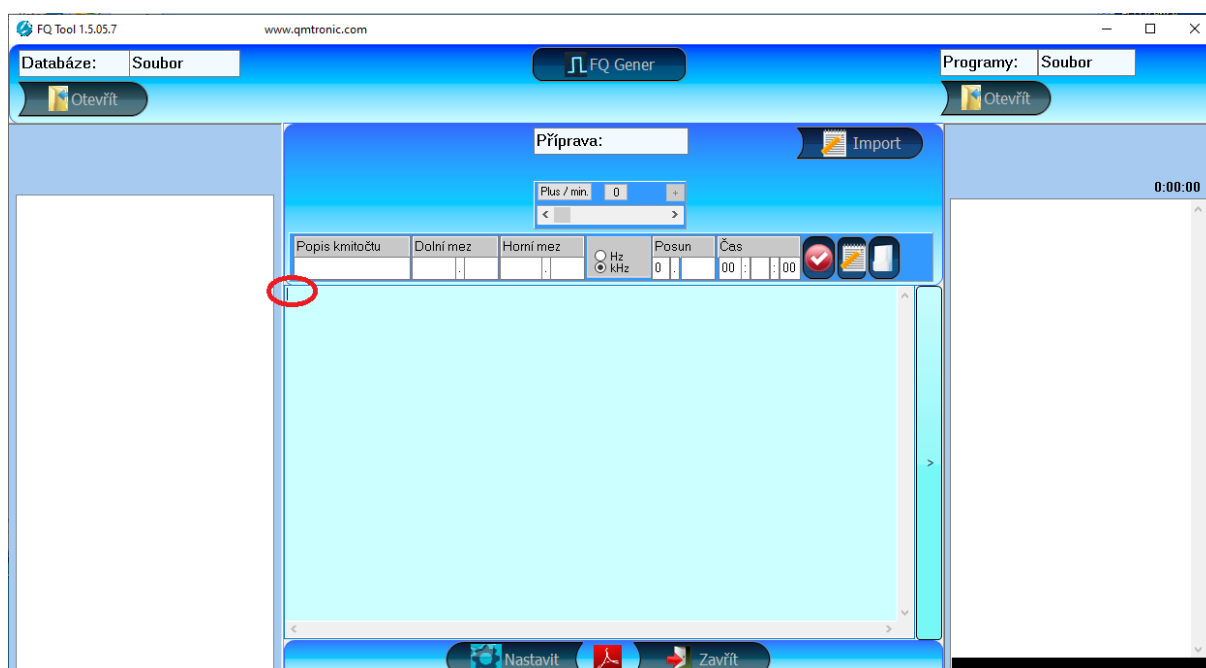 FQ Tool 1.5.05.7 www.qmtronic.com
Databáze: Soubor
FQ Gener
Programy: Soubor
Otevřít
Otevřít
Příprava:
Import
Plus / min. 0 +
0:00:00
< >
Popis kmitočtu Dolní mez Horní mez Hz Posun Čas
. . kHz 0 . 00 : : 00
>
< >
Nastavit Zavřít